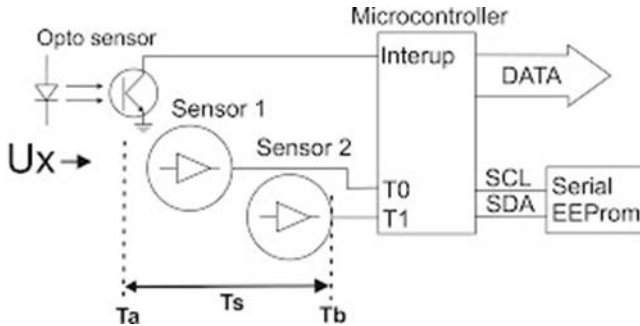 Microcontroller
Opto sensor
Interup
DATA
Sensor 1
Ux
Sensor 2
T0
SCL
Serial
T1
SDA
EEProm
Ts
Ta
Tb